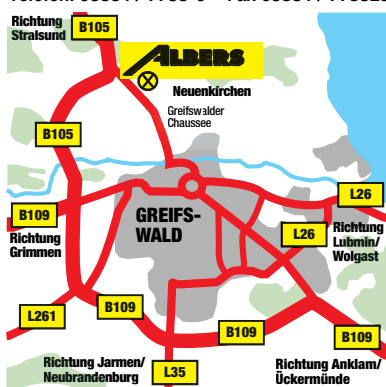 Richtung
Stralsund
B105
ALBERS
Neuenkirchen
Greifswalder
Chaussee
B105
L26
B109
GREIFS-
WALD
Richtung
Grimmen
L26
Richtung
Lubmin/
Wolgast
L261
B109
B109
B109
Richtung Jarmen/
Neubrandenburg
L35
Richtung Anklam/
Ückermünde